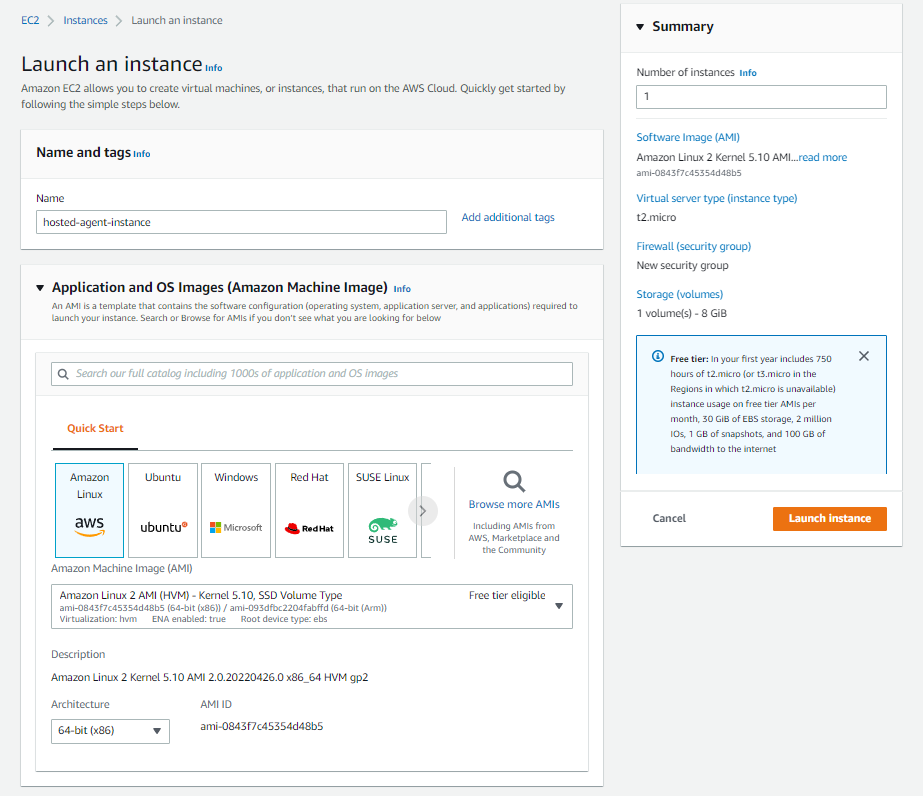 EC2 > Instances > Launch an instance
Launch an instance Info
Amazon EC2 allows you to create virtual machines, or instances, that run on the AWS Cloud. Quickly get started by
following the simple steps below.
Name and tags Info
Name
hosted-agent-instance
Add additional tags
Application and OS Images (Amazon Machine Image) Info
An AMI is a template that contains the software configuration (operating system, application server, and applications) required to
launch your instance. Search or Browse for AMIs if you don't see what you are looking for below
Search our full catalog including 1000s of application and OS images
Quick Start
Amazon
Linux
aws
Ubuntu
ubuntu
Windows
Microsoft
Red Hat
Red Hat
SUSE Linux
SUSE
Browse more AMIs
Including AMIs from
AWS, Marketplace and
the Community
Amazon Machine Image (AMI)
Amazon Linux 2 AMI (HVM) - Kernel 5.10, SSD Volume Type
Free tier eligible
ami-0843f7c45354d48b5 (64-bit (x86)) / ami-093dfbc2204fabffd (64-bit (Arm))
Virtualization: hvm ENA enabled: true Root device type: ebs
Description
Amazon Linux 2 Kernel 5.10 AMI 2.0.20220426.0 x86_64 HVM gp2
Architecture
64-bit (x86)
AMI ID
ami-0843f7c45354d48b5
Summary
Number of instances Info
1
Software Image (AMI)
Amazon Linux 2 Kernel 5.10 AMI...read more
ami-0843f7c45354d48b5
Virtual server type (instance type)
t2.micro
Firewall (security group)
New security group
Storage (volumes)
1 volume(s) - 8 GiB
Free tier: In your first year includes 750
hours of t2.micro (or t3.micro in the
Regions in which t2.micro is unavailable)
instance usage on free tier AMIs per
month, 30 GiB of EBS storage, 2 million
IOs, 1 GB of snapshots, and 100 GB of
bandwidth to the internet
Cancel
Launch instance